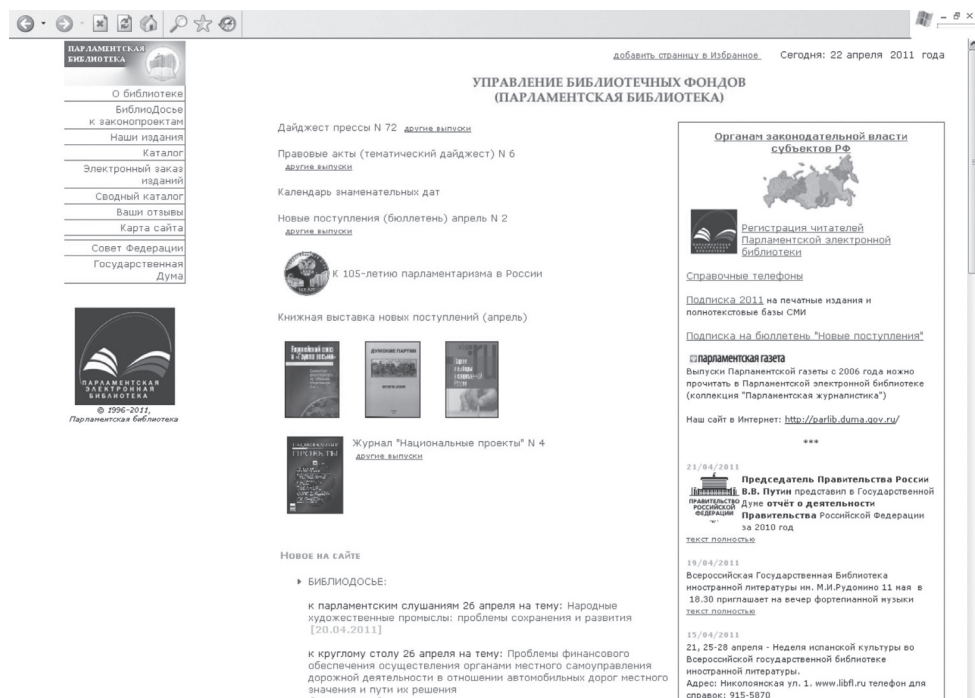 ПАРЛАМЕНТСКАЯ
БИБЛИОТЕКА
О библиотеке
БиблиоДосье
к законопроектам
Наши издания
Каталог
Электронный заказ
изданий
Сводный каталог
Ваши отзывы
Карта сайта
Совет Федерации
Государственная
Дума
ПАРЛАМЕНТСКАЯ
ЭЛЕКТРОННАЯ
БИБЛИОТЕКА
© 1996-2011,
Парламентская библиотека
добавить страницу в Избранное Сегодня: 22 апреля 2011 года
УПРАВЛЕНИЕ БИБЛИОТЕЧНЫХ ФОНДОВ
(ПАРЛАМЕНТСКАЯ БИБЛИОТЕКА)
Дайджест прессы N 72 другие выпуски
Правовые акты (тематический дайджест) N 6
другие выпуски
Календарь знаменательных дат
Новые поступления (бюллетень) апрель N 2
другие выпуски
К 105-летию парламентаризма в России
Книжная выставка новых поступлений (апрель)
Европейский союз
в «Группе восьми»
ДУМСКИЕ ПАРТИИ
ПРОЕКТЫ
Журнал "Национальные проекты" N 4
другие выпуски
НОВОЕ НА САЙТЕ
БИБЛИОДОСЬЕ:
к парламентским слушаниям 26 апреля на тему: Народные
художественные промыслы: проблемы сохранения и развития
[20.04.2011]
к круглому столу 26 апреля на тему: Проблемы финансового
обеспечения осуществления органами местного самоуправления
дорожной деятельности в отношении автомобильных дорог местного
значения и пути их решения
Органам законодательной власти
субъектов РФ
Регистрация читателей
Парламентской электронной
библиотеки
Справочные телефоны
Подписка 2011 на печатные издания и
полнотекстовые базы СМИ
Подписка на бюллетень "Новые поступления"
парламентская газета
Выпуски Парламентской газеты с 2006 года можно
прочитать в Парламентской электронной библиотеке
(коллекция "Парламентская журналистика")
Наш сайт в Интернет: http://parlib.duma.gov.ru/
***
21/04/2011
Председатель Правительства России
В.В. Путин представил в Государственной
Думе отчёт о деятельности
Правительства Российской Федерации
за 2010 год
ПРАВИТЕЛЬСТВО
РОССИЙСКОЙ
ФЕДЕРАЦИИ
текст полностью
19/04/2011
Всероссийская Государственная Библиотека
иностранной литературы им. М.И.Рудомино 11 мая в
18.30 приглашает на вечер фортепианной музыки
текст полностью
15/04/2011
21, 25-28 апреля - Неделя испанской культуры во
Всероссийской государственной библиотеке
иностранной литературы.
Адрес: Николоямская ул. 1. www.libfl.ru телефон для
справок: 915-5870